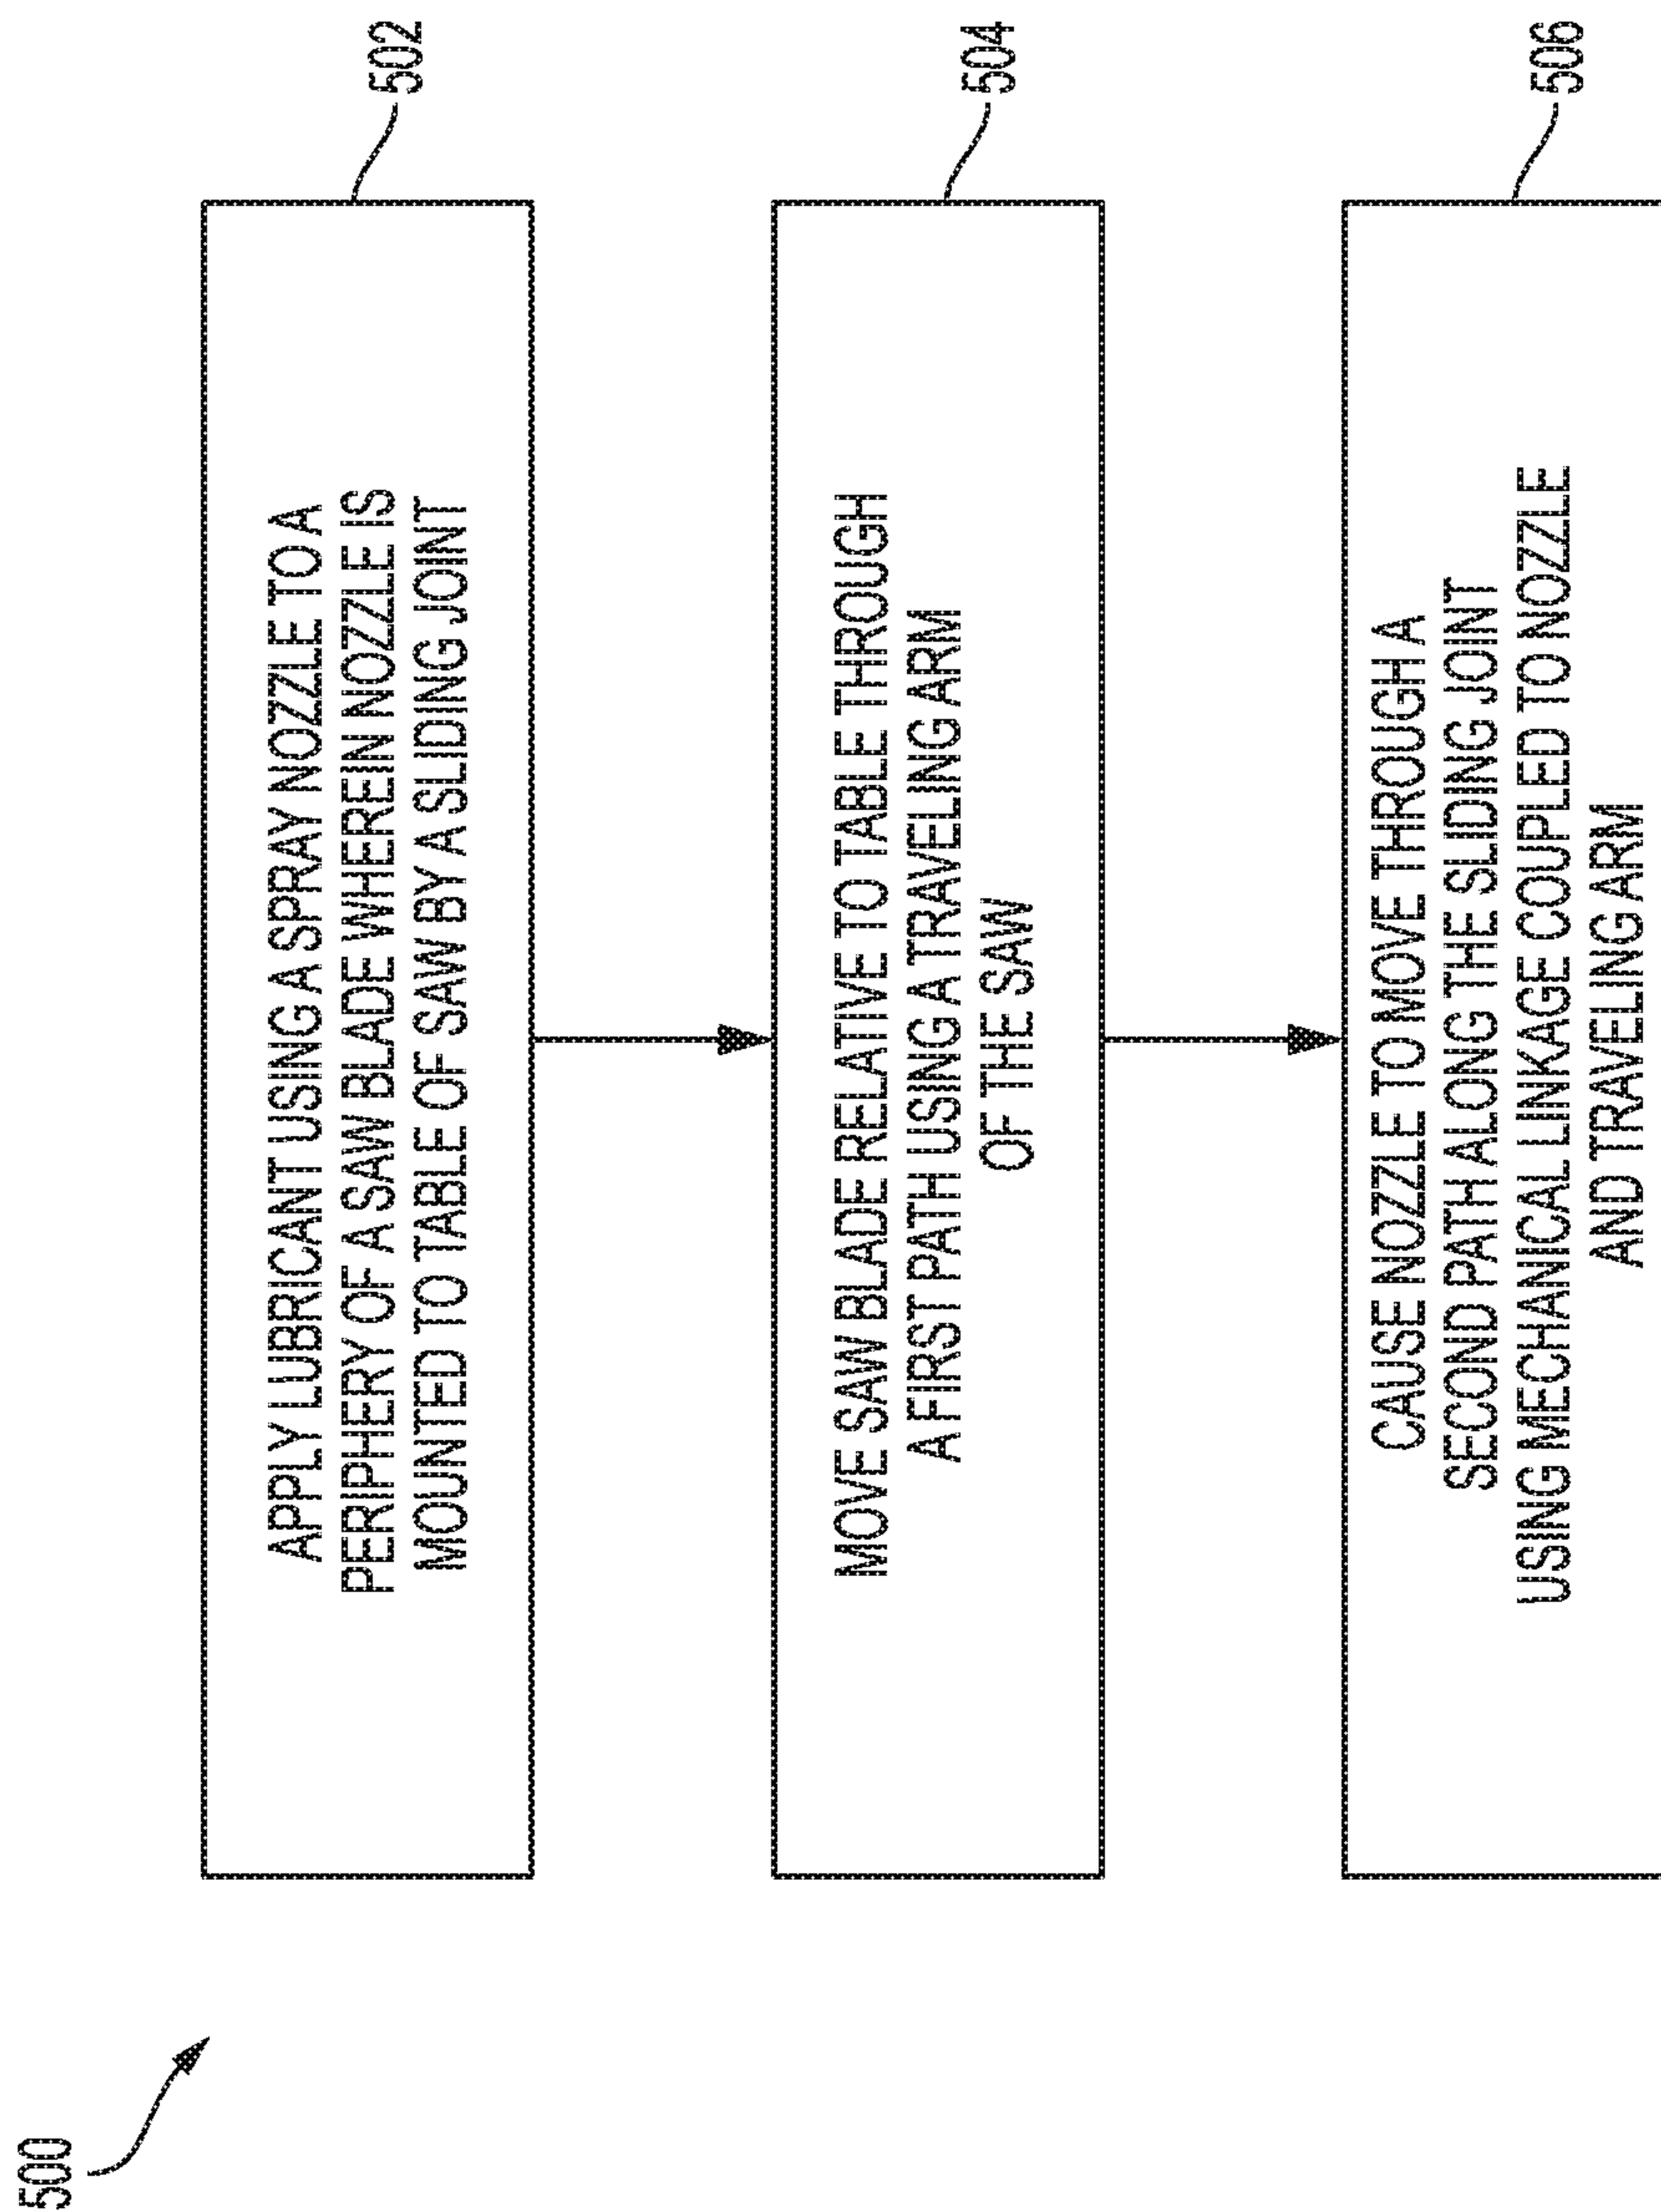 500
APPLY LUBRICANT USING A SPRAY NOZZLE TO A
PERIPHERY OF A SAW BLADE WHEREIN NOZZLE IS
MOUNTED TO TABLE OF SAW BY A SLIDING JOINT
502
MOVE SAW BLADE RELATIVE TO TABLE THROUGH
A FIRST PATH USING A TRAVELING ARM
OF THE SAW
504
CAUSE NOZZLE TO MOVE THROUGH A
SECOND PATH ALONG THE SLIDING JOINT
USING MECHANICAL LINKAGE COUPLED TO NOZZLE
AND TRAVELING ARM
506